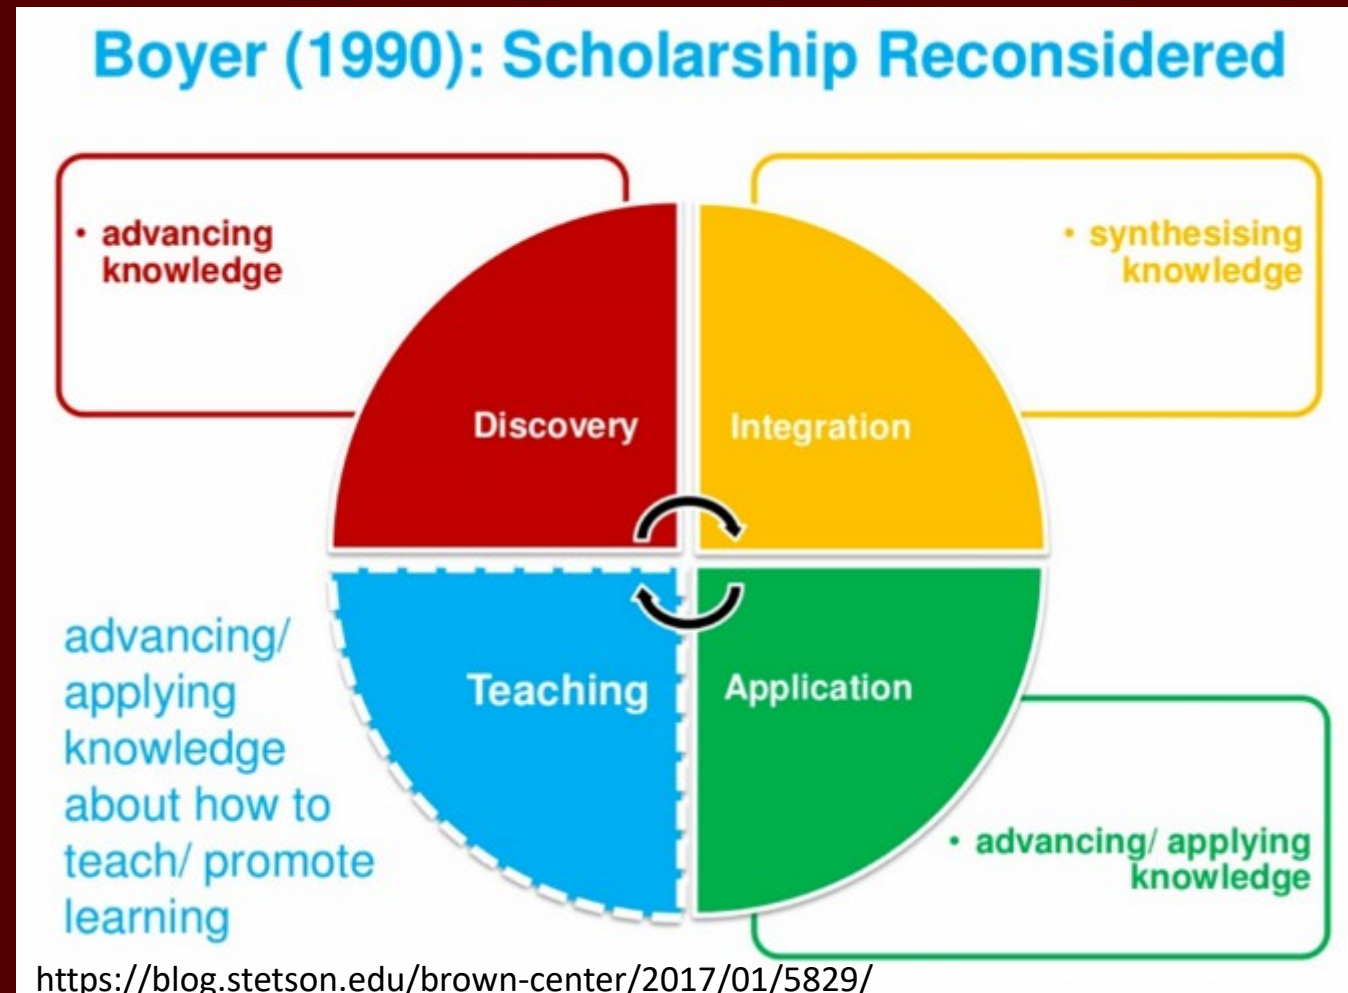 Boyer (1990): Scholarship Reconsidered
• advancing
knowledge
• synthesising
knowledge
Discovery
Integration
Teaching
Application
advancing/
applying
knowledge
about how to
teach/ promote
learning
• advancing/ applying
knowledge
https://blog.stetson.edu/brown-center/2017/01/5829/